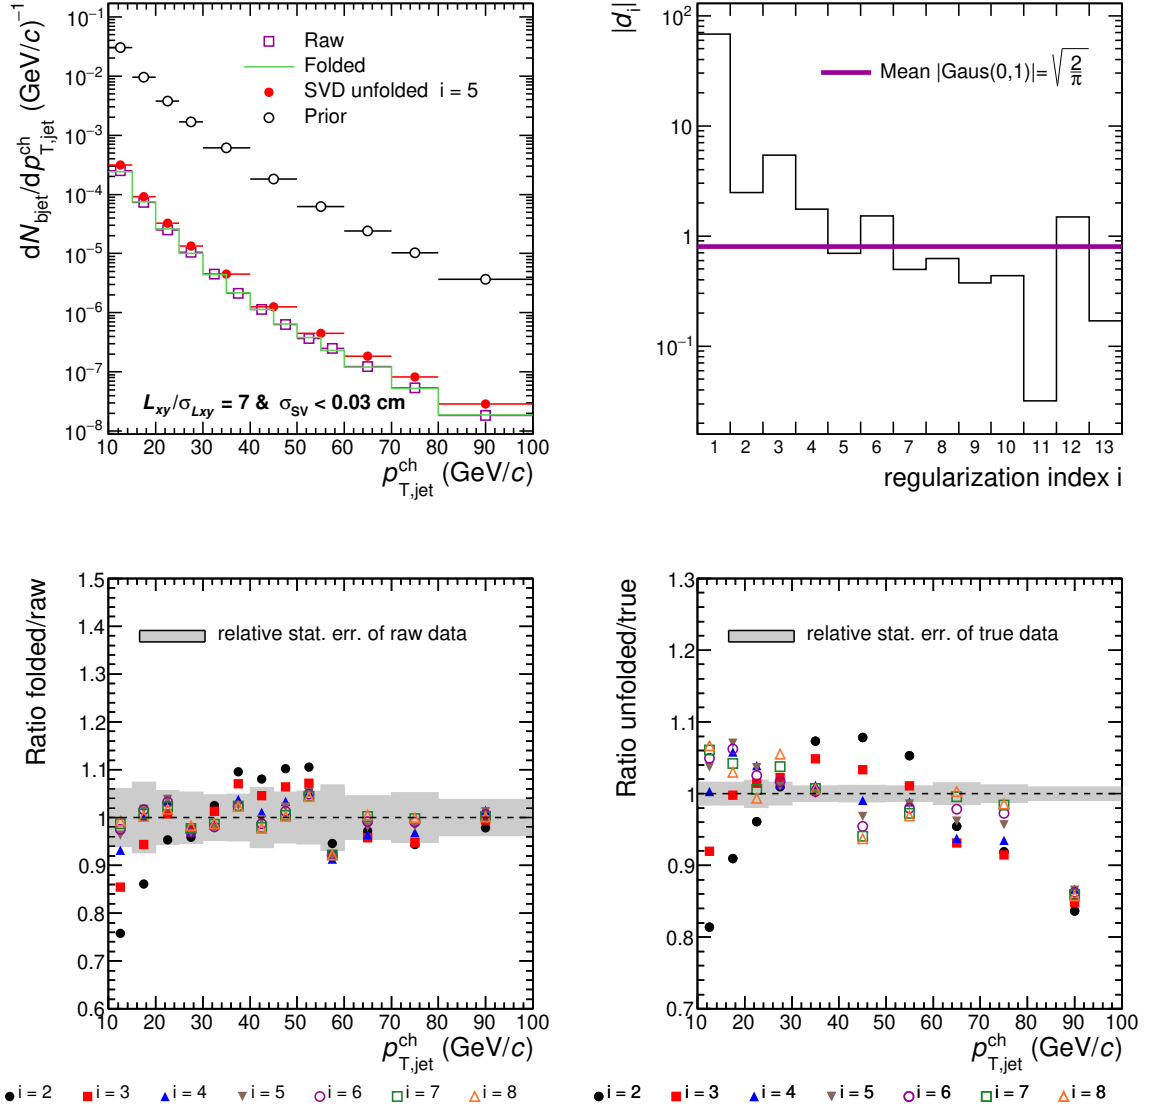 dN_bjet/dp^ch_T,jet (GeV/c)^−1
10^−1
10^−2
10^−3
10^−4
10^−5
10^−6
10^−7
10^−8
Raw
Folded
SVD unfolded i = 5
Prior
L_xy/σ_Lxy = 7 & σ_SV < 0.03 cm
10 20 30 40 50 60 70 80 90 100
p^ch_T,jet (GeV/c)
|d_i|
10^2
10
1
10^−1
Mean |Gaus(0,1)|= √(2/π)
1 2 3 4 5 6 7 8 9 10 11 12 13
regularization index i
Ratio folded/raw
1.5
1.4
1.3
1.2
1.1
1.0
0.9
0.8
0.7
0.6
relative stat. err. of raw data
10 20 30 40 50 60 70 80 90 100
p^ch_T,jet (GeV/c)
i = 2 i = 3 i = 4 i = 5 i = 6 i = 7 i = 8
Ratio unfolded/true
1.3
1.2
1.1
1.0
0.9
0.8
0.7
relative stat. err. of true data
10 20 30 40 50 60 70 80 90 100
p^ch_T,jet (GeV/c)
i = 2 i = 3 i = 4 i = 5 i = 6 i = 7 i = 8